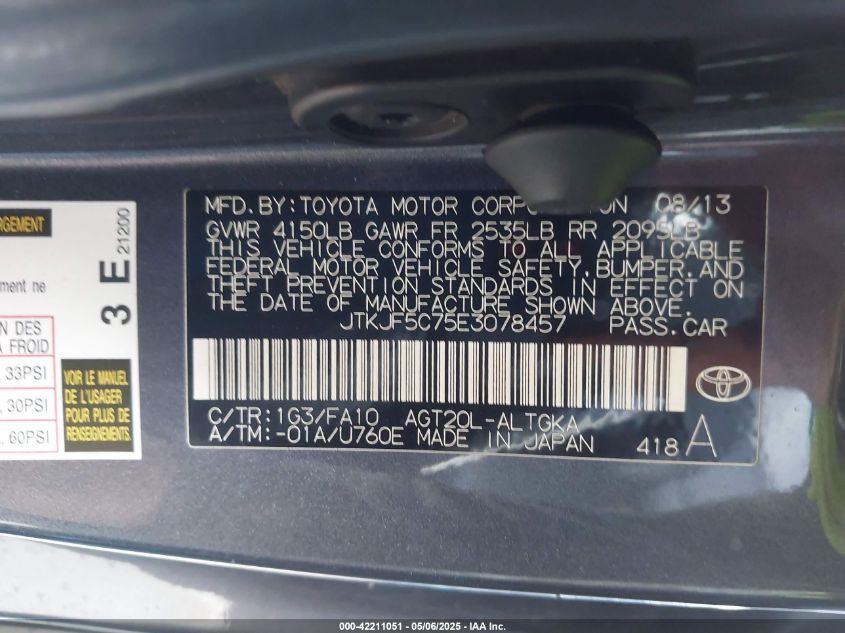 MFD.BY:TOYOTA MOTOR 08/13
GVWR 4150LB GAWR FR 2535LB RR 2095LB
THIS VEHICLE CONFORMS TO ALL APPLICABLE
FEDERAL MOTOR VEHICLE SAFETY,BUMPER,AND
THEFT PREVENTION STANDARDS IN EFFECT ON
THE DATE OF MANUFACTURE SHOWN ABOVE.
JTKJF5C75E3078457 PASS.CAR
C/TR:1G3/FA10 AGT20L-ALTGKA
A/TM:-01A/U760E MADE IN JAPAN 418 A
3 E 21200
ne
DES
FROID
33PSI
30PSI
60PSI
VOIR LE MANUEL
DE L'USAGER
POUR PLUS DE
RENSEIGNEMENTS
000-42211051 - 05/06/2025 - IAA Inc.